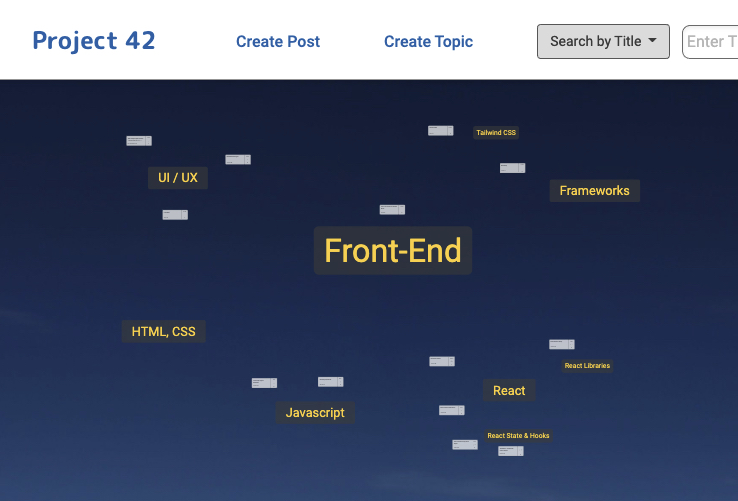 Project 42
Create Post
Create Topic
Search by Title
Enter T
Tailwind CSS
UI / UX
Frameworks
Front-End
HTML, CSS
React Libraries
React
Javascript
React State & Hooks